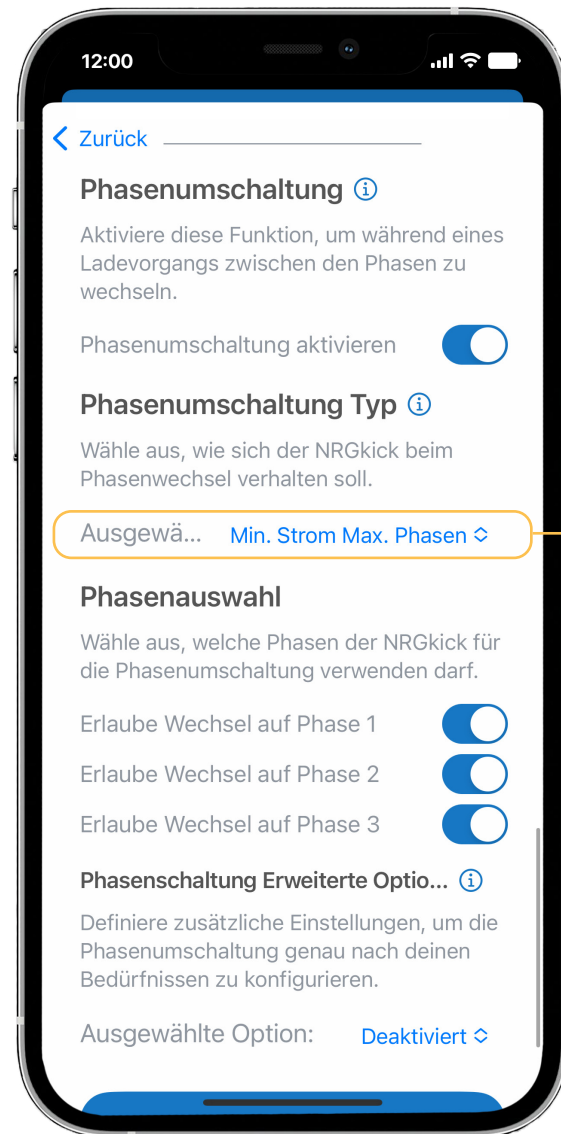 12:00
Zurück
Phasenumschaltung
Aktiviere diese Funktion, um während eines
Ladevorgangs zwischen den Phasen zu
wechseln.
Phasenumschaltung aktivieren
Phasenumschaltung Typ
Wähle aus, wie sich der NRGkick beim
Phasenwechsel verhalten soll.
Ausgewä... Min. Strom Max. Phasen
Phasenauswahl
Wähle aus, welche Phasen der NRGkick für
die Phasenumschaltung verwenden darf.
Erlaube Wechsel auf Phase 1
Erlaube Wechsel auf Phase 2
Erlaube Wechsel auf Phase 3
Phasenschaltung Erweiterte Optio...
Definiere zusätzliche Einstellungen, um die
Phasenumschaltung genau nach deinen
Bedürfnissen zu konfigurieren.
Ausgewählte Option: Deaktiviert